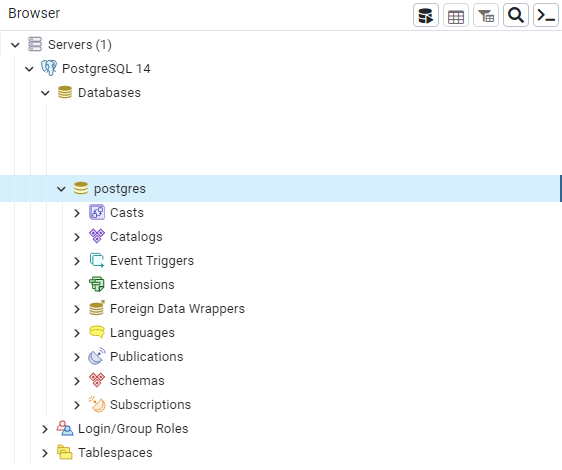 Browser
Servers (1)
PostgreSQL 14
Databases
postgres
Casts
Catalogs
Event Triggers
Extensions
Foreign Data Wrappers
Languages
Publications
Schemas
Subscriptions
Login/Group Roles
Tablespaces